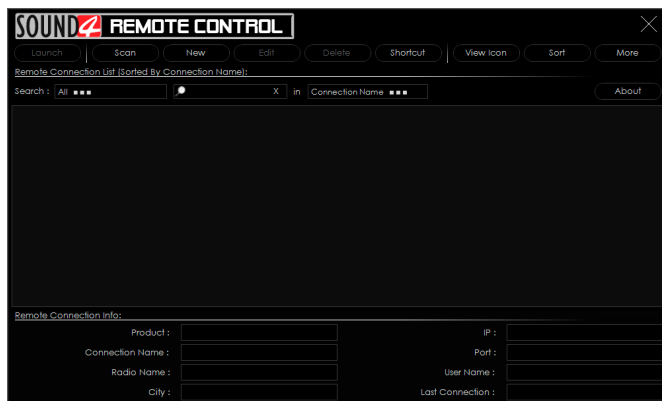 SOUND4 REMOTE CONTROL
Launch Scan New Edit Delete Shortcut View Icon Sort More
Remote Connection List (Sorted By Connection Name):
Search : All ■■■ X in Connection Name ■■■ About
Remote Connection Info:
Product : IP :
Connection Name : Port :
Radio Name : User Name :
City : Last Connection :